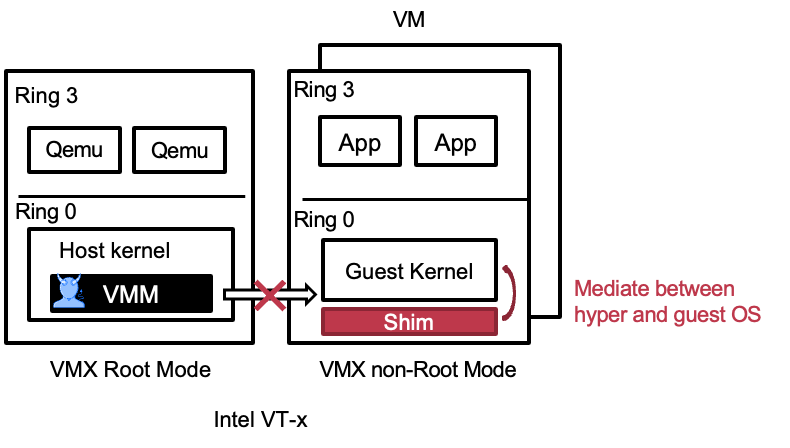 VM
Ring 3
Qemu
Qemu
Ring 0
Host kernel
VMM
VMX Root Mode
Ring 3
App
App
Ring 0
Guest Kernel
Shim
VMX non-Root Mode
Mediate between
hyper and guest OS
Intel VT-x